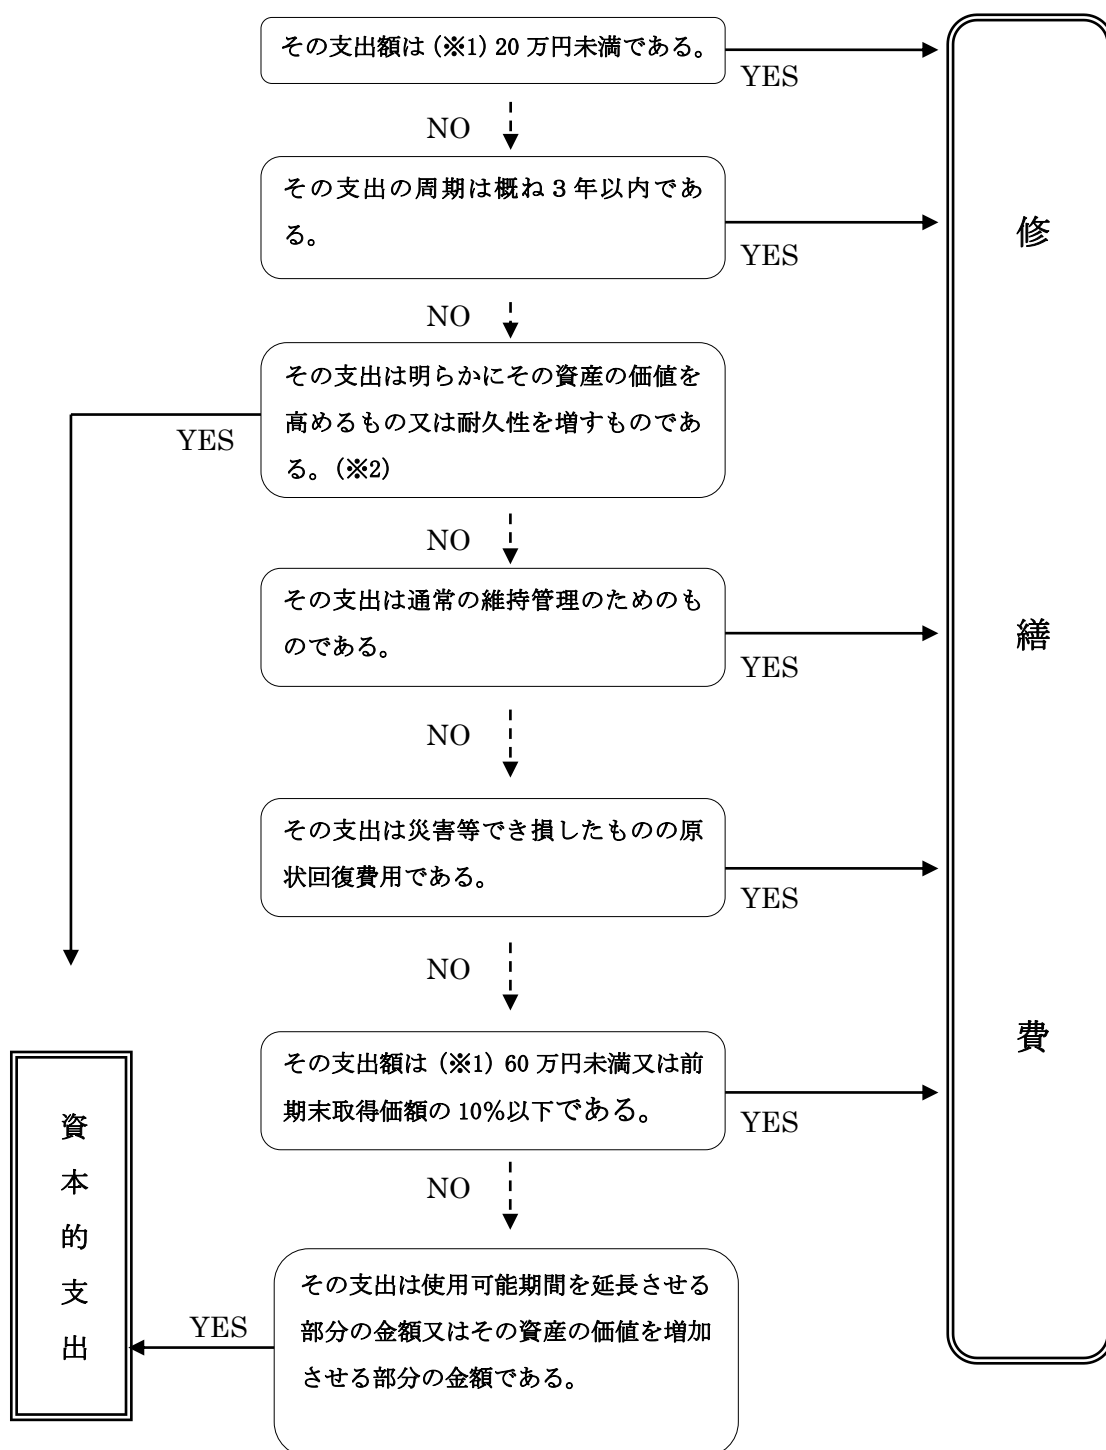 その支出額は(※1) 20 万円未満である。
YES
NO
その支出の周期は概ね3年以内であ
る。
YES
NO
その支出は明らかにその資産の価値を
高めるもの又は耐久性を増すものであ
る。(※2)
YES
NO
その支出は通常の維持管理のためのも
のである。
YES
NO
その支出は災害等でき損したものの原
状回復費用である。
YES
NO
その支出額は(※1) 60 万円未満又は前
期末取得価額の 10%以下である。
YES
NO
その支出は使用可能期間を延長させる
部分の金額又はその資産の価値を増加
させる部分の金額である。
YES
資本的支出
修繕費